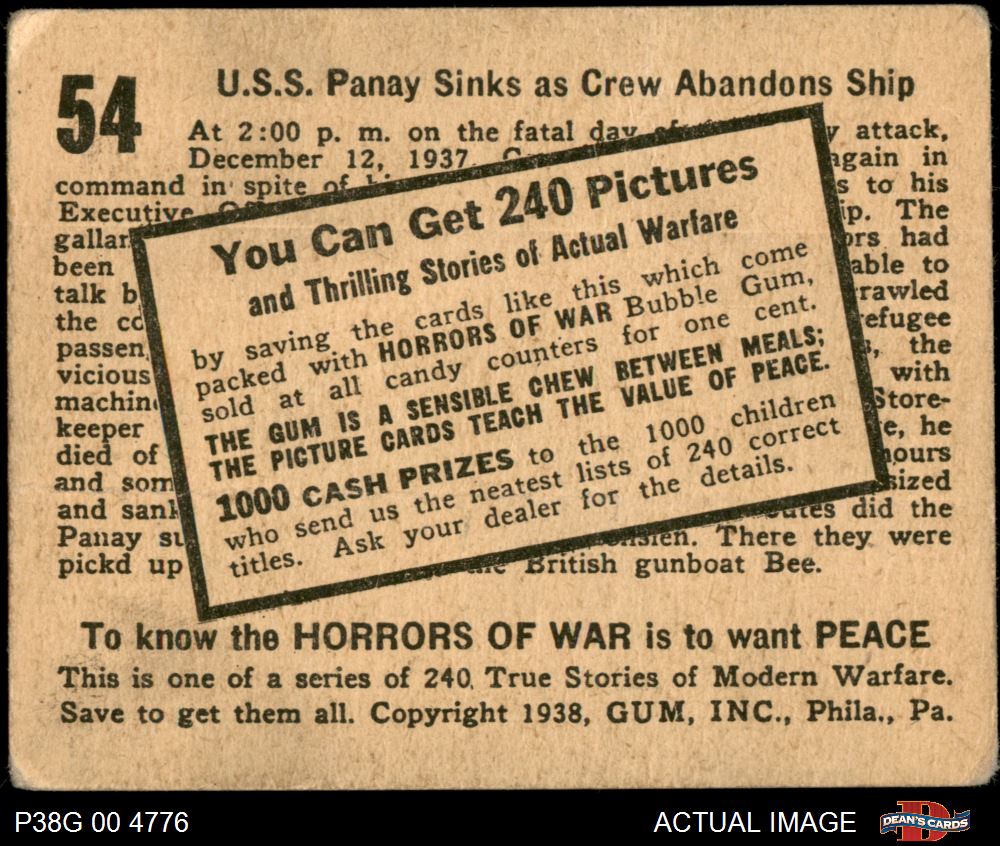 54
U.S.S. Panay Sinks as Crew Abandons Ship
At 2:00 p. m. on the fatal day of y attack,
December 12, 1937 again in
command in spite of s to his
Executive ip. The
gallan ors had
been able to
talk b rawled
the co efugee
passen s, the
vicious with
machin Store-
keeper e, he
died of hours
and som sized
and sank utes did the
Panay su There they were
pickd up the British gunboat Bee.
You Can Get 240 Pictures
and Thrilling Stories of Actual Warfare
by saving the cards like this which come
packed with HORRORS OF WAR Bubble Gum,
sold at all candy counters for one cent.
THE GUM IS A SENSIBLE CHEW BETWEEN MEALS;
THE PICTURE CARDS TEACH THE VALUE OF PEACE.
1000 CASH PRIZES to the 1000 children
who send us the neatest lists of 240 correct
titles. Ask your dealer for the details.
To know the HORRORS OF WAR is to want PEACE
This is one of a series of 240 True Stories of Modern Warfare.
Save to get them all. Copyright 1938, GUM, INC., Phila., Pa.
P38G 00 4776
ACTUAL IMAGE
D
DEAN'S CARDS